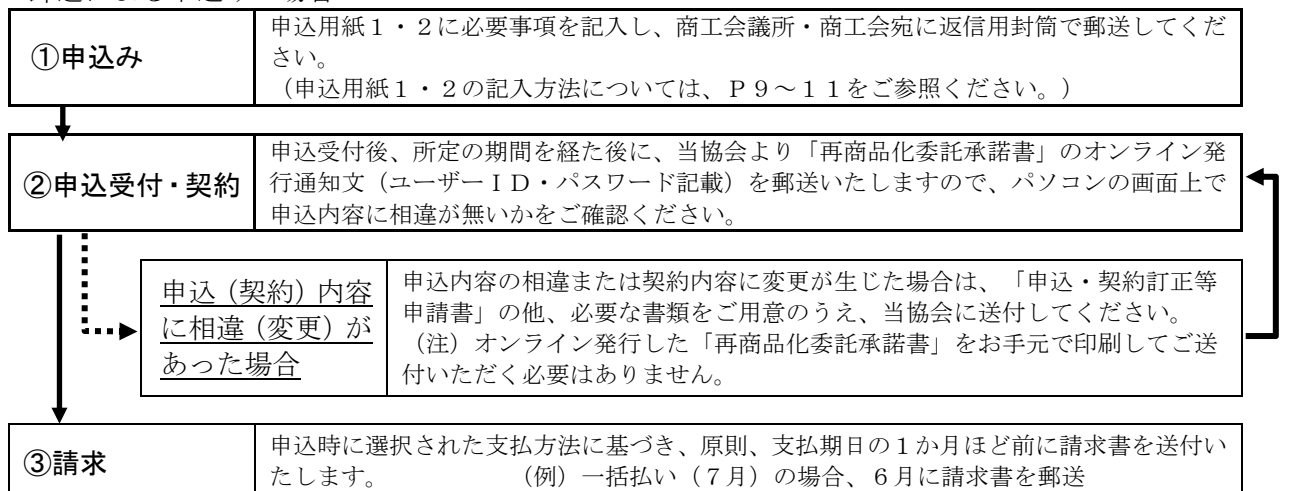 ①申込み
申込用紙１・２に必要事項を記入し、商工会議所・商工会宛に返信用封筒で郵送してくだ
さい。
（申込用紙１・２の記入方法については、Ｐ９～１１をご参照ください。）
②申込受付・契約
申込受付後、所定の期間を経た後に、当協会より「再商品化委託承諾書」のオンライン発
行通知文（ユーザーＩＤ・パスワード記載）を郵送いたしますので、パソコンの画面上で
申込内容に相違が無いかをご確認ください。
申込（契約）内容
に相違（変更）が
あった場合
申込内容の相違または契約内容に変更が生じた場合は、「申込・契約訂正等
申請書」の他、必要な書類をご用意のうえ、当協会に送付してください。
（注）オンライン発行した「再商品化委託承諾書」をお手元で印刷してご送
付いただく必要はありません。
③請求
申込時に選択された支払方法に基づき、原則、支払期日の１か月ほど前に請求書を送付い
たします。　　　　（例）一括払い（７月）の場合、６月に請求書を郵送